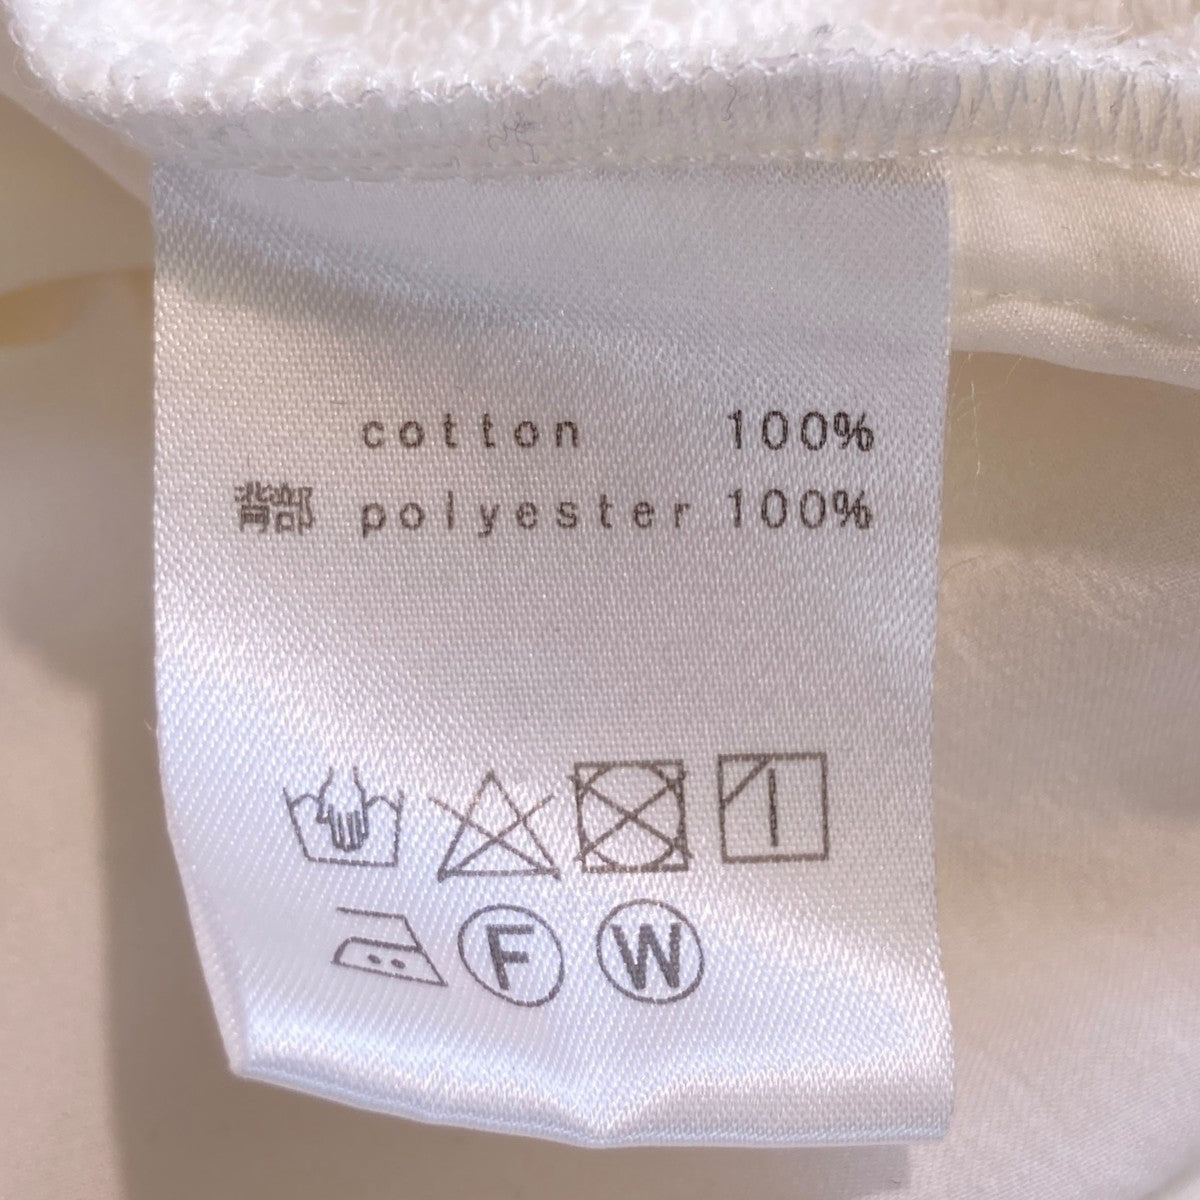 cotton 100%
背部 polyester 100%
F W